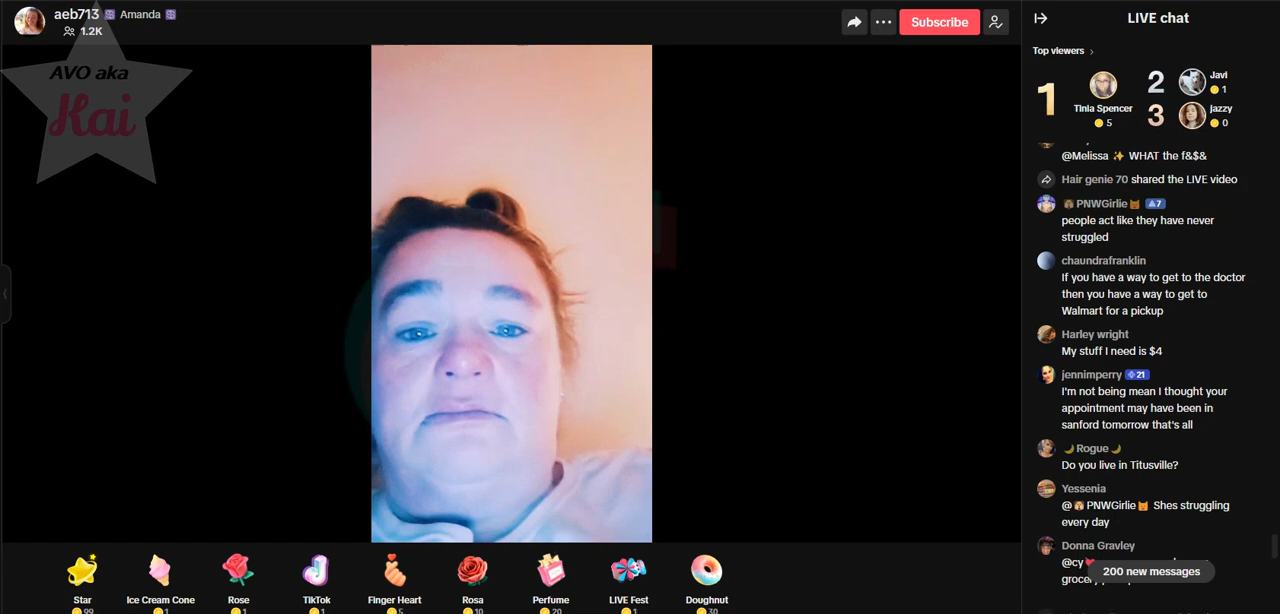 aeb713 Amanda
1.2K
AVO aka
Kai
Subscribe
LIVE chat
Top viewers
1
Tinla Spencer
5
2
Javi
1
3
jazzy
0
@Melissa ✨ WHAT the f&$&
Hair genie 70 shared the LIVE video
PNWGirlie 7
people act like they have never
struggled
chaundrafranklin
If you have a way to get to the doctor
then you have a way to get to
Walmart for a pickup
Harley wright
My stuff I need is $4
jennimperry 21
I'm not being mean I thought your
appointment may have been in
sanford tomorrow that's all
🌙Rogue🌙
Do you live in Titusville?
Yessenia
@PNWGirlie Shes struggling
every day
Donna Gravley
@cy
200 new messages
Star
99
Ice Cream Cone
1
Rose
1
TikTok
1
Finger Heart
5
Rosa
10
Perfume
20
LIVE Fest
1
Doughnut
30